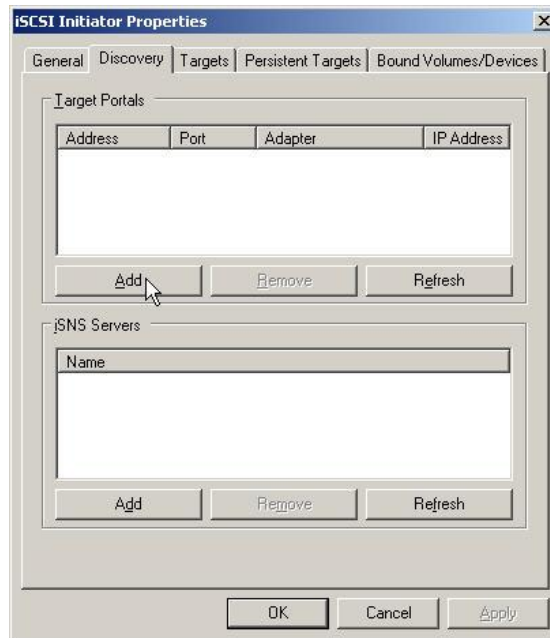 iSCSI Initiator Properties
General Discovery Targets Persistent Targets Bound Volumes/Devices
Target Portals
Address Port Adapter IP Address
Add Remove Refresh
iSNS Servers
Name
Add Remove Refresh
OK Cancel Apply